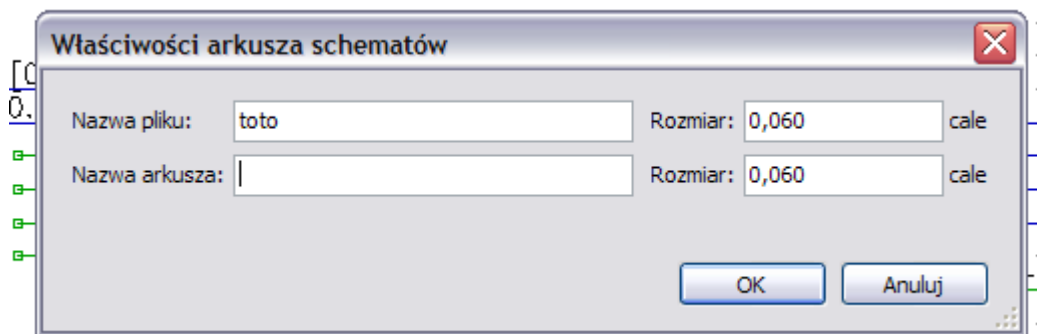 Właściwości arkusza schematów
Nazwa pliku: toto Rozmiar: 0,060 cale
Nazwa arkusza: Rozmiar: 0,060 cale
OK Anuluj